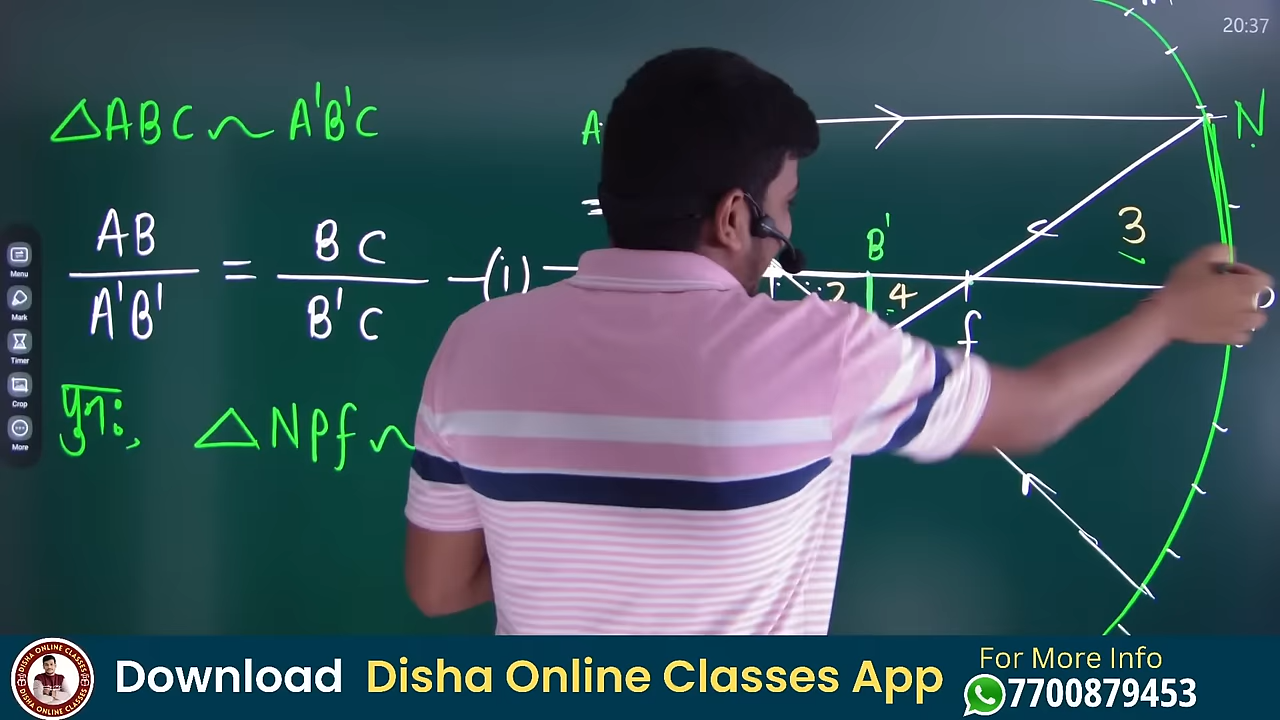 20:37
△ABC ~ A'B'C
A
N
AB/A'B' = BC/B'C -(1)
B'
3
2 4
f
P
पुनः, △NPf ~
Menu
Mark
Timer
Crop
More
DISHA ONLINE CLASSES
Download Disha Online Classes App
For More Info
7700879453